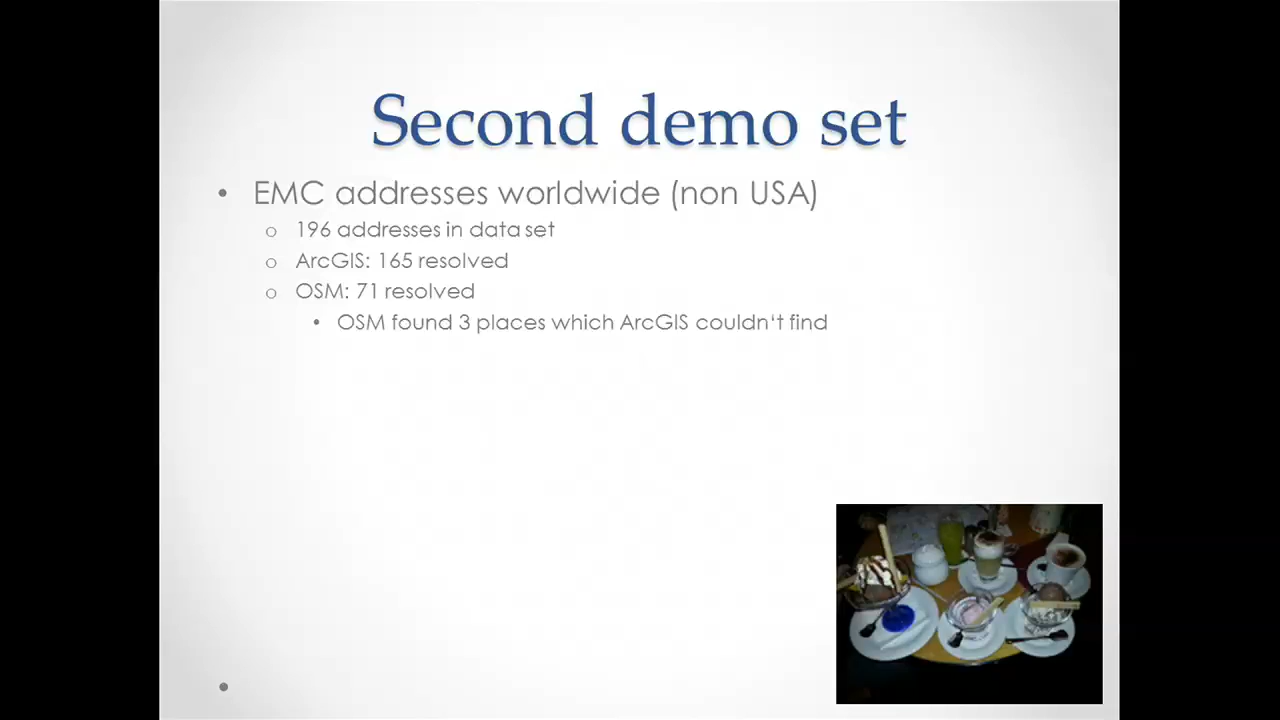 Second demo set
• EMC addresses worldwide (non USA)
o 196 addresses in data set
o ArcGIS: 165 resolved
o OSM: 71 resolved
• OSM found 3 places which ArcGIS couldn‘t find